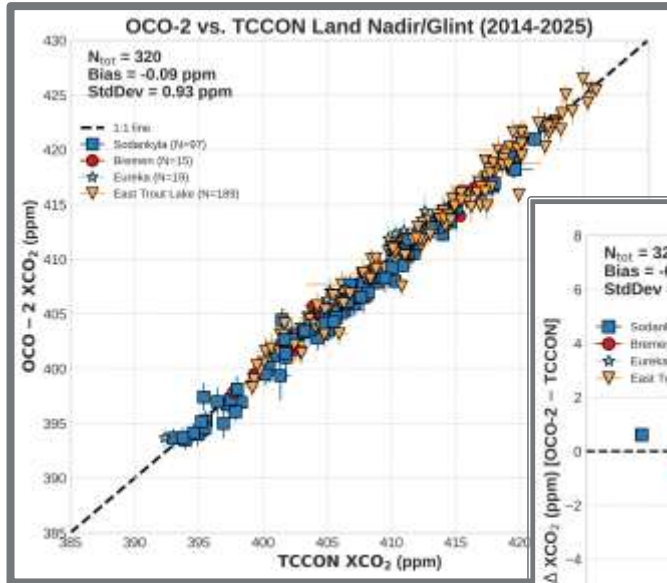 OCO-2 vs. TCCON Land Nadir/Glint (2014-2025)
430
425
420
415
410
405
400
395
390
385
OCO – 2 XCO₂ (ppm)
Nₜₒₜ = 320
Bias = -0.09 ppm
StdDev = 0.93 ppm
1:1 line
Sodankyla (N=97)
Bremen (N=15)
Eureka (N=19)
East Trout Lake (N=189)
385
390
395
400
405
410
415
420
TCCON XCO₂ (ppm)
8
6
4
2
0
−2
−4
Δ XCO₂ (ppm) [OCO-2 − TCCON]
Nₜₒₜ = 32
Bias = -
StdDev =
Sodank
Bremen
Eureka
East Tr